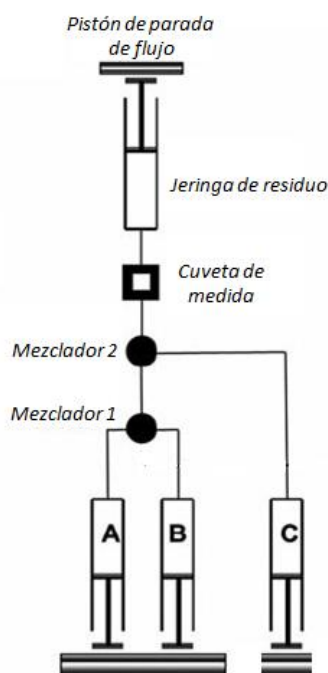 Pistón de parada
de flujo
Jeringa de residuo
Cuveta de
medida
Mezclador 2
Mezclador 1
A
B
C